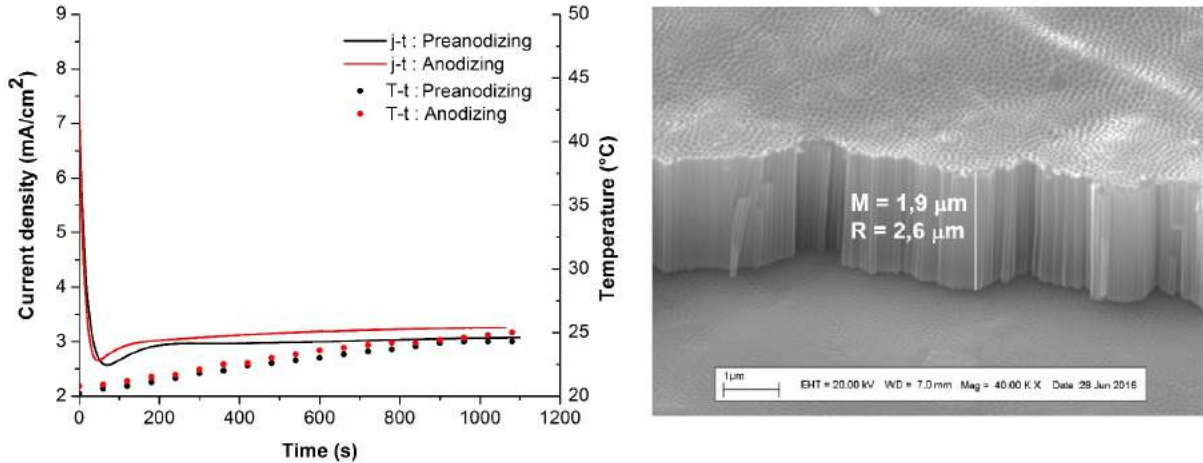 9
8
7
6
5
4
3
2
Current density (mA/cm²)
0 200 400 600 800 1000 1200
Time (s)
50
45
40
35
30
25
20
Temperature (°C)
j-t : Preanodizing
j-t : Anodizing
T-t : Preanodizing
T-t : Anodizing
M = 1,9 μm
R = 2,6 μm
1µm
EHT = 20.00 kV WD = 7.0 mm Mag = 40.00 K X Date :28 Jun 2016